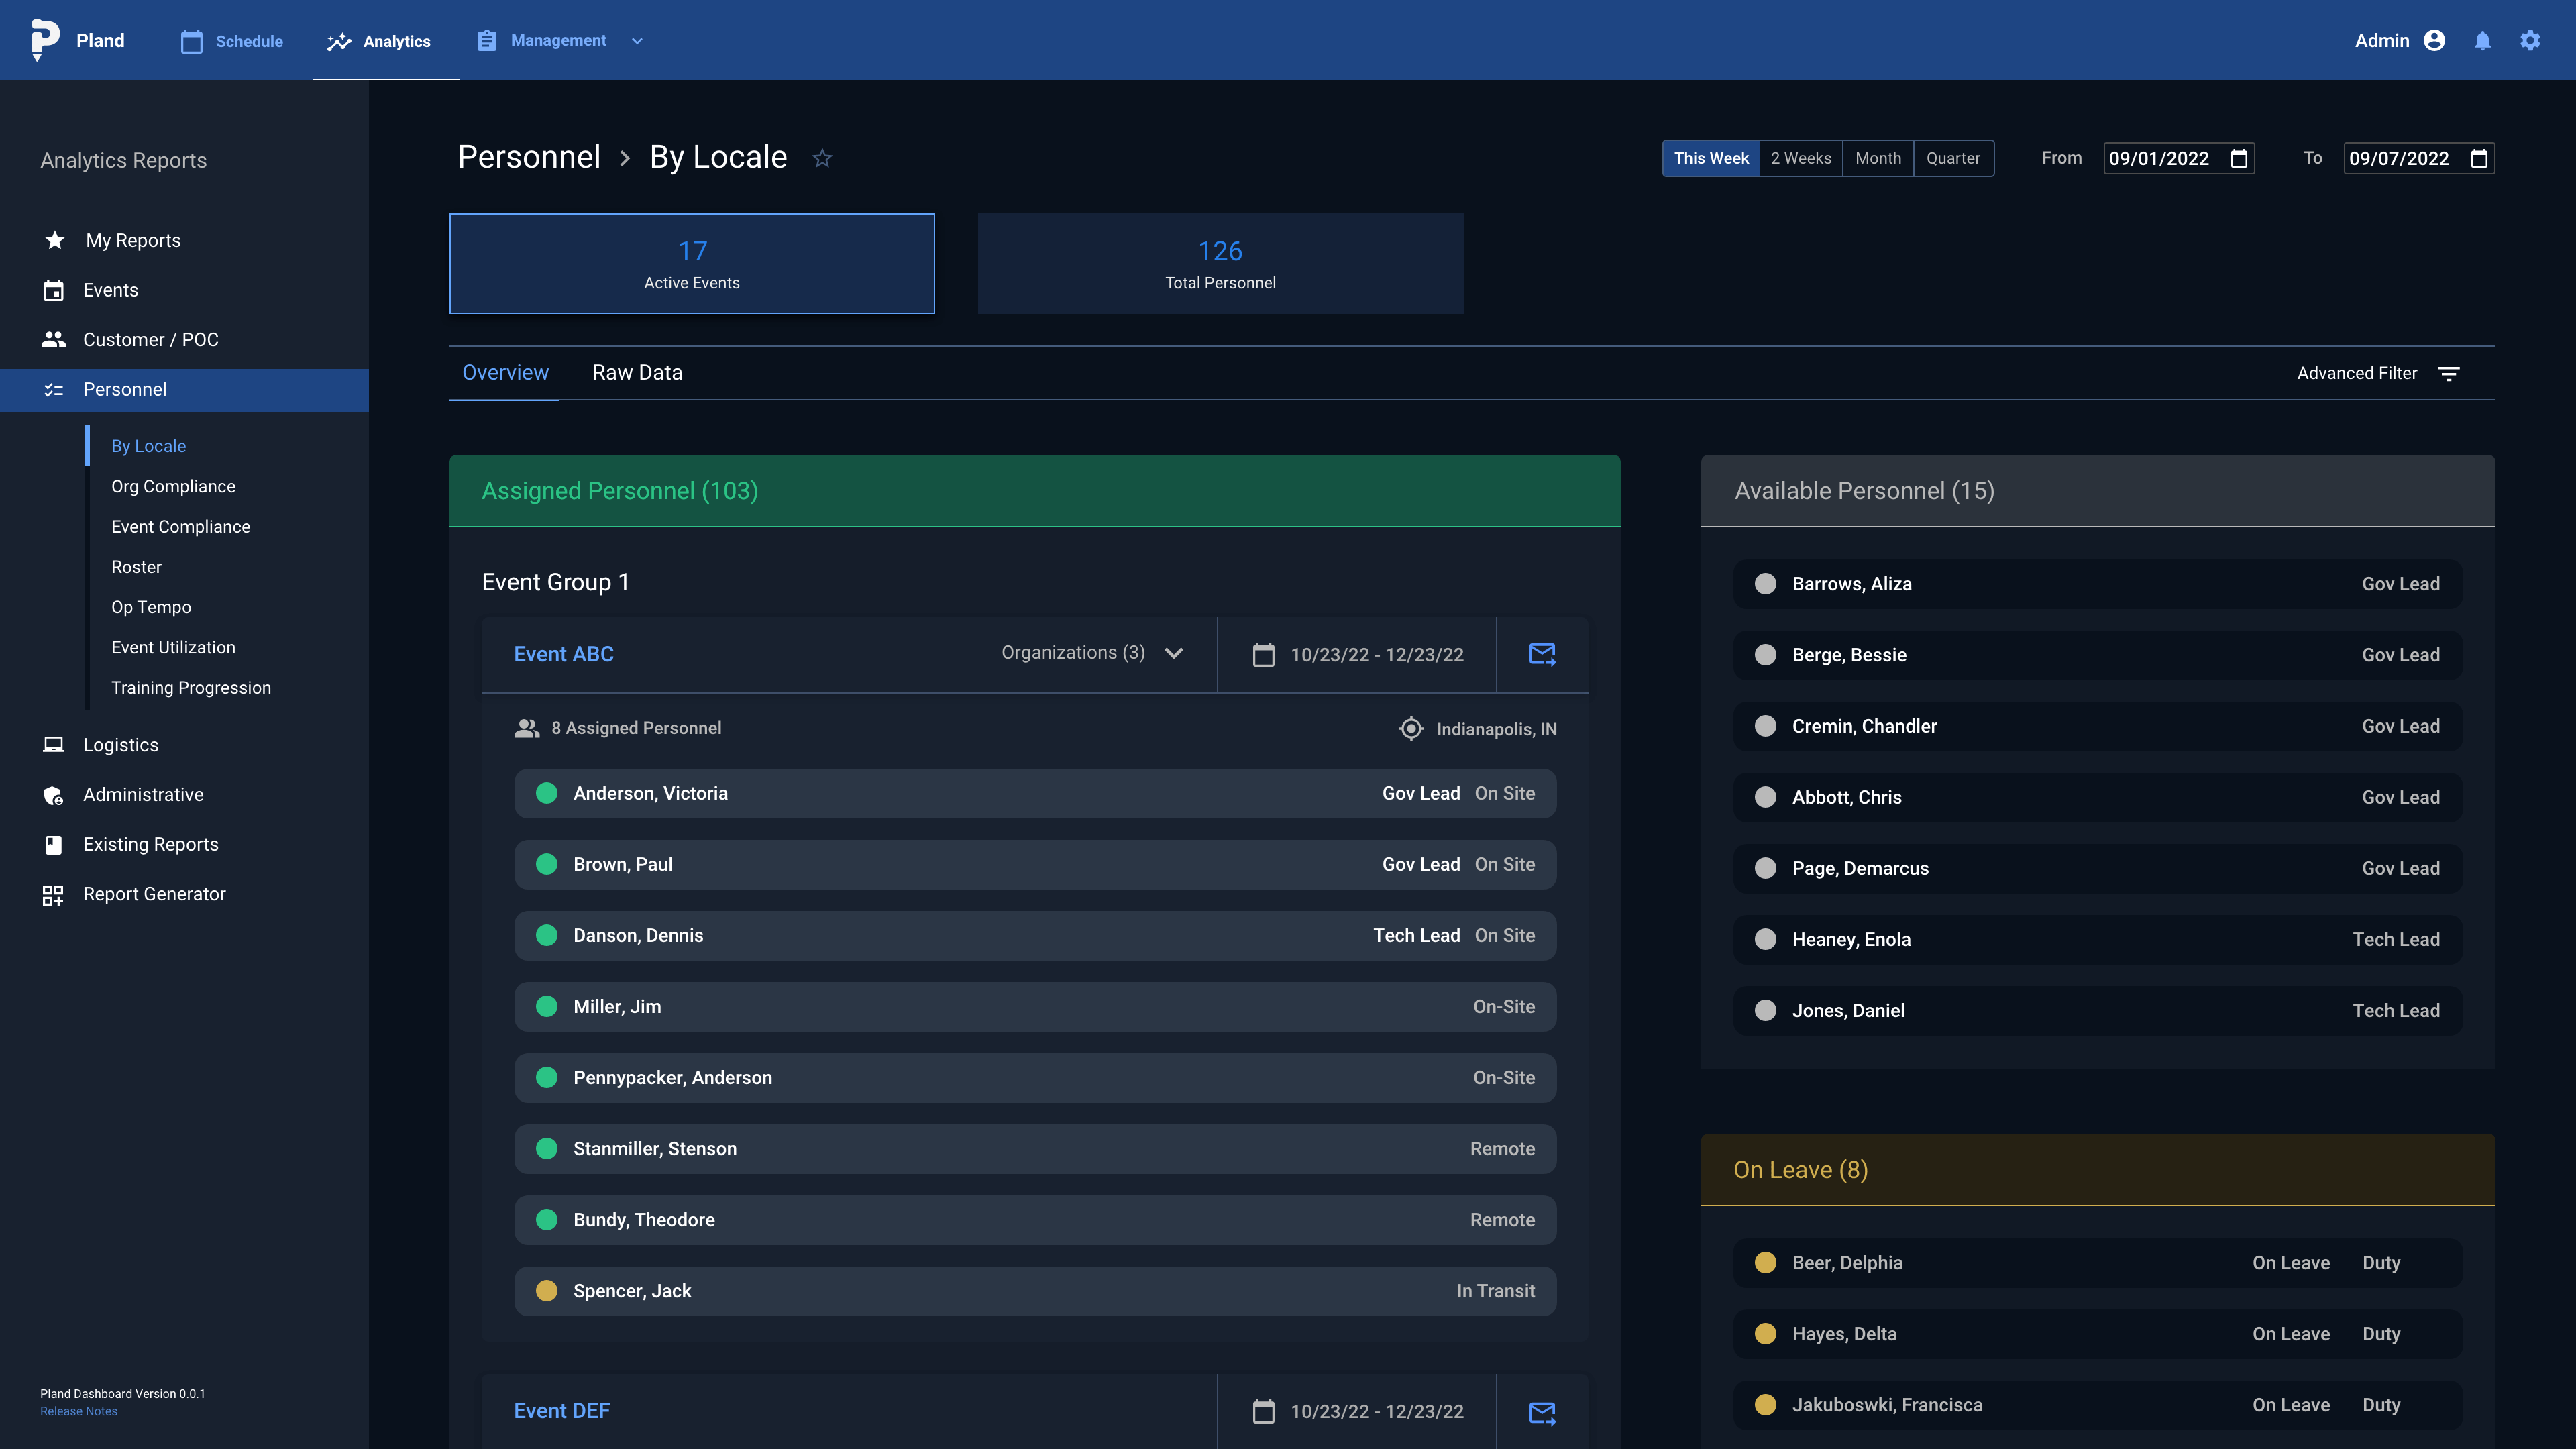 Pland
Schedule
Analytics
Management
Admin
Analytics Reports
My Reports
Events
Customer / POC
Personnel
By Locale
Org Compliance
Event Compliance
Roster
Op Tempo
Event Utilization
Training Progression
Logistics
Administrative
Existing Reports
Report Generator
Pland Dashboard Version 0.0.1
Release Notes
Personnel > By Locale
This Week 2 Weeks Month Quarter
From 09/01/2022 To 09/07/2022
17
Active Events
126
Total Personnel
Overview Raw Data
Advanced Filter
Assigned Personnel (103)
Event Group 1
Event ABC Organizations (3) 10/23/22 - 12/23/22
8 Assigned Personnel Indianapolis, IN
Anderson, Victoria Gov Lead On Site
Brown, Paul Gov Lead On Site
Danson, Dennis Tech Lead On Site
Miller, Jim On-Site
Pennypacker, Anderson On-Site
Stanmiller, Stenson Remote
Bundy, Theodore Remote
Spencer, Jack In Transit
Event DEF 10/23/22 - 12/23/22
Available Personnel (15)
Barrows, Aliza Gov Lead
Berge, Bessie Gov Lead
Cremin, Chandler Gov Lead
Abbott, Chris Gov Lead
Page, Demarcus Gov Lead
Heaney, Enola Tech Lead
Jones, Daniel Tech Lead
On Leave (8)
Beer, Delphia On Leave Duty
Hayes, Delta On Leave Duty
Jakuboswki, Francisca On Leave Duty